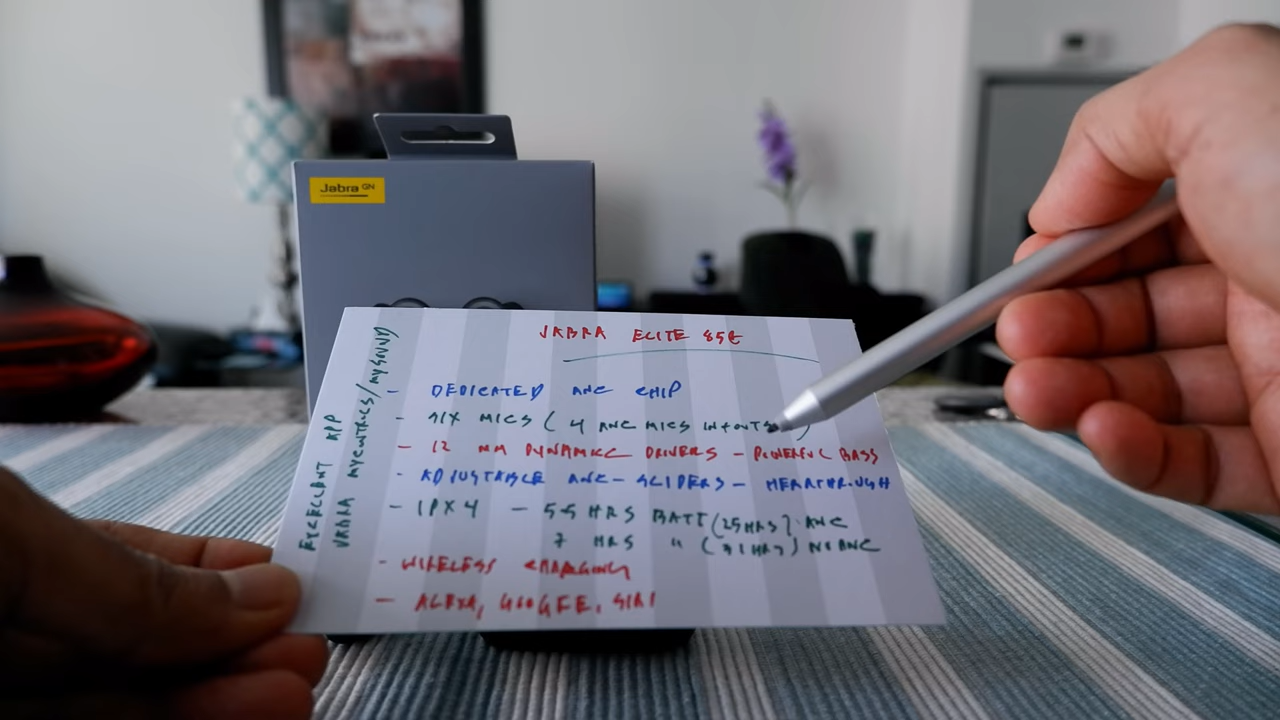 Jabra GN
JABRA ELITE 85t
- DEDICATED ANC CHIP
- SIX MICS ( 4 ANC MICS IN+OUTS )
- 12 MM DYNAMIC DRIVERS - POWERFUL BASS
- ADJUSTABLE ANC - SLIDERS - HEARTHROUGH
- IPX4 - 5.5 HRS BATT (25HRS) ANC
7 HRS " (31HRS) NO ANC
- WIRELESS CHARGING
- ALEXA, GOOGLE, SIRI
EXCELLENT APP
JABRA MYCONTROLS/MYSOUND